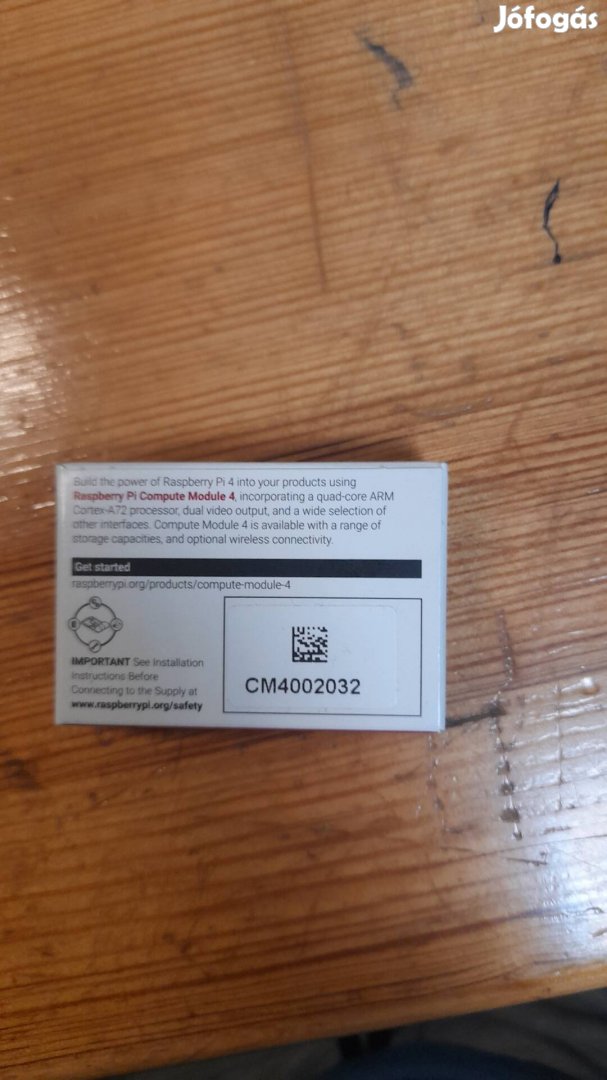 Jófogás
Build the power of Raspberry Pi 4 into your products using
Raspberry Pi Compute Module 4, incorporating a quad-core ARM
Cortex-A72 processor, dual video output, and a wide selection of
other interfaces. Compute Module 4 is available with a range of
storage capacities, and optional wireless connectivity.
Get started
raspberrypi.org/products/compute-module-4
IMPORTANT See Installation
Instructions Before
Connecting to the Supply at
www.raspberrypi.org/safety
CM4002032